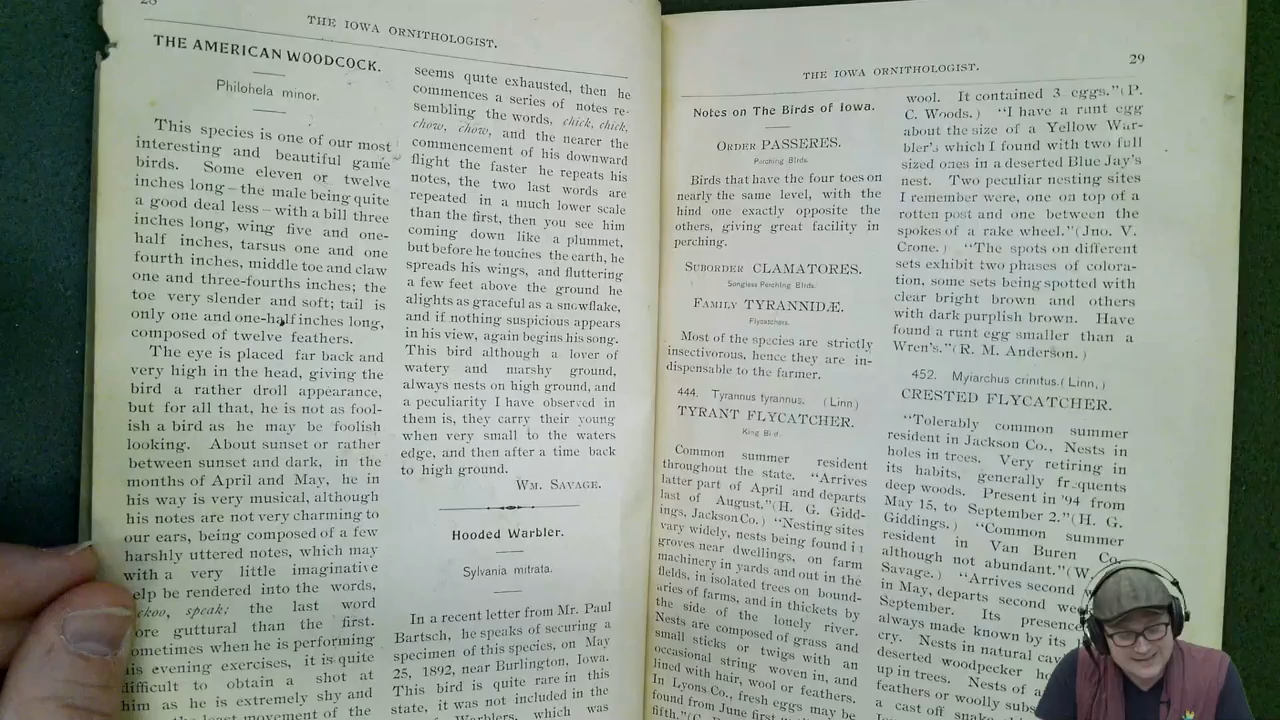 THE IOWA ORNITHOLOGIST.
THE AMERICAN WOODCOCK.
Philohela minor.
This species is one of our most
interesting and beautiful game
birds. Some eleven or twelve
inches long—the male being quite
a good deal less—with a bill three
inches long, wing five and one-
half inches, tarsus one and one
fourth inches, middle toe and claw
one and three-fourths inches; the
toe very slender and soft; tail is
only one and one-half inches long,
composed of twelve feathers.
The eye is placed far back and
very high in the head, giving the
bird a rather droll appearance,
but for all that, he is not as fool-
ish a bird as he may be foolish
looking. About sunset or rather
between sunset and dark, in the
months of April and May, he in
his way is very musical, although
his notes are not very charming to
our ears, being composed of a few
harshly uttered notes, which may
with a very little imaginative
elp be rendered into the words,
ckoo, speak; the last word
ore guttural than the first.
ometimes when he is performing
is evening exercises, it is quite
difficult to obtain a shot at
him as he is extremely shy and
the least movement of the
seems quite exhausted, then he
commences a series of notes re-
sembling the words, chick, chick,
chow, chow, and the nearer the
commencement of his downward
flight the faster he repeats his
notes, the two last words are
repeated in a much lower scale
than the first, then you see him
coming down like a plummet,
but before he touches the earth, he
spreads his wings, and fluttering
a few feet above the ground he
alights as graceful as a snowflake,
and if nothing suspicious appears
in his view, again begins his song.
This bird although a lover of
watery and marshy ground,
always nests on high ground, and
a peculiarity I have observed in
them is, they carry their young
when very small to the waters
edge, and then after a time back
to high ground.
WM. SAVAGE.
Hooded Warbler.
Sylvania mitrata.
In a recent letter from Mr. Paul
Bartsch, he speaks of securing a
specimen of this species, on May
25, 1892, near Burlington, Iowa.
This bird is quite rare in this
state, it was not included in the
Warblers, which was
THE IOWA ORNITHOLOGIST.
29
Notes on The Birds of Iowa.
ORDER PASSERES.
Perching Birds.
Birds that have the four toes on
nearly the same level, with the
hind one exactly opposite the
others, giving great facility in
perching.
SUBORDER CLAMATORES.
Songless Perching Birds.
FAMILY TYRANNIDÆ.
Flycatchers.
Most of the species are strictly
insectivorous, hence they are in-
dispensable to the farmer.
444. Tyrannus tyrannus. (Linn)
TYRANT FLYCATCHER.
King Bird.
Common summer resident
throughout the state. "Arrives
latter part of April and departs
last of August."(H. G. Gidd-
ings, Jackson Co.) "Nesting sites
vary widely, nests being found in
groves near dwellings, on farm
machinery in yards and out in the
fields, in isolated trees on bound-
aries of farms, and in thickets by
the side of the lonely river.
Nests are composed of grass and
small sticks or twigs with an
occasional string woven in, and
lined with hair, wool or feathers.
In Lyons Co., fresh eggs may be
found from June first
fifth."(C.
wool. It contained 3 eggs."(P.
C. Woods.) "I have a runt egg
about the size of a Yellow War-
bler's which I found with two full
sized ones in a deserted Blue Jay's
nest. Two peculiar nesting sites
I remember were, one on top of a
rotten post and one between the
spokes of a rake wheel."(Jno. V.
Crone.) "The spots on different
sets exhibit two phases of colora-
tion, some sets being spotted with
clear bright brown and others
with dark purplish brown. Have
found a runt egg smaller than a
Wren's."(R. M. Anderson.)
452. Myiarchus crinitus.(Linn,)
CRESTED FLYCATCHER.
"Tolerably common summer
resident in Jackson Co., Nests in
holes in trees. Very retiring in
its habits, generally frequents
deep woods. Present in '94 from
May 15, to September 2."(H. G.
Giddings.) "Common summer
resident in Van Buren Co.
although not abundant."(W.
Savage.) "Arrives second
in May, departs second we
September. Its presence
always made known by its
cry. Nests in natural cav
deserted woodpecker ho
up in trees. Nests of
feathers or woolly subs
a cast off snake